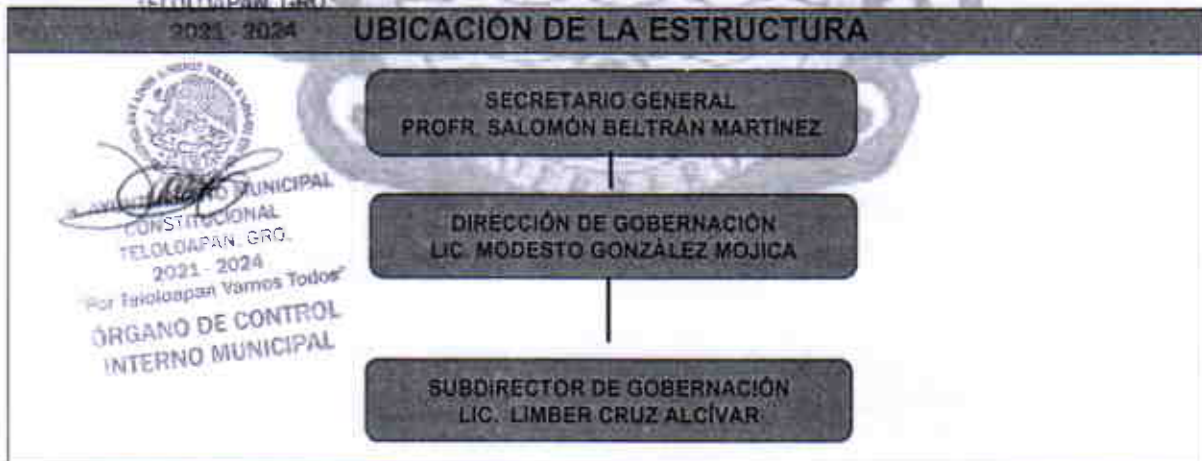 TELOLOAPAN, GRO.
2021 - 2024
UBICACIÓN DE LA ESTRUCTURA
SECRETARIO GENERAL
PROFR. SALOMÓN BELTRÁN MARTÍNEZ
MUNICIPAL
CONSTITUCIONAL
TELOLOAPAN, GRO.
2021 - 2024
"Por Teloloapan Vamos Todos"
ÓRGANO DE CONTROL
INTERNO MUNICIPAL
DIRECCIÓN DE GOBERNACIÓN
LIC. MODESTO GONZÁLEZ MOJICA
SUBDIRECTOR DE GOBERNACIÓN
LIC. LIMBER CRUZ ALCÍVAR